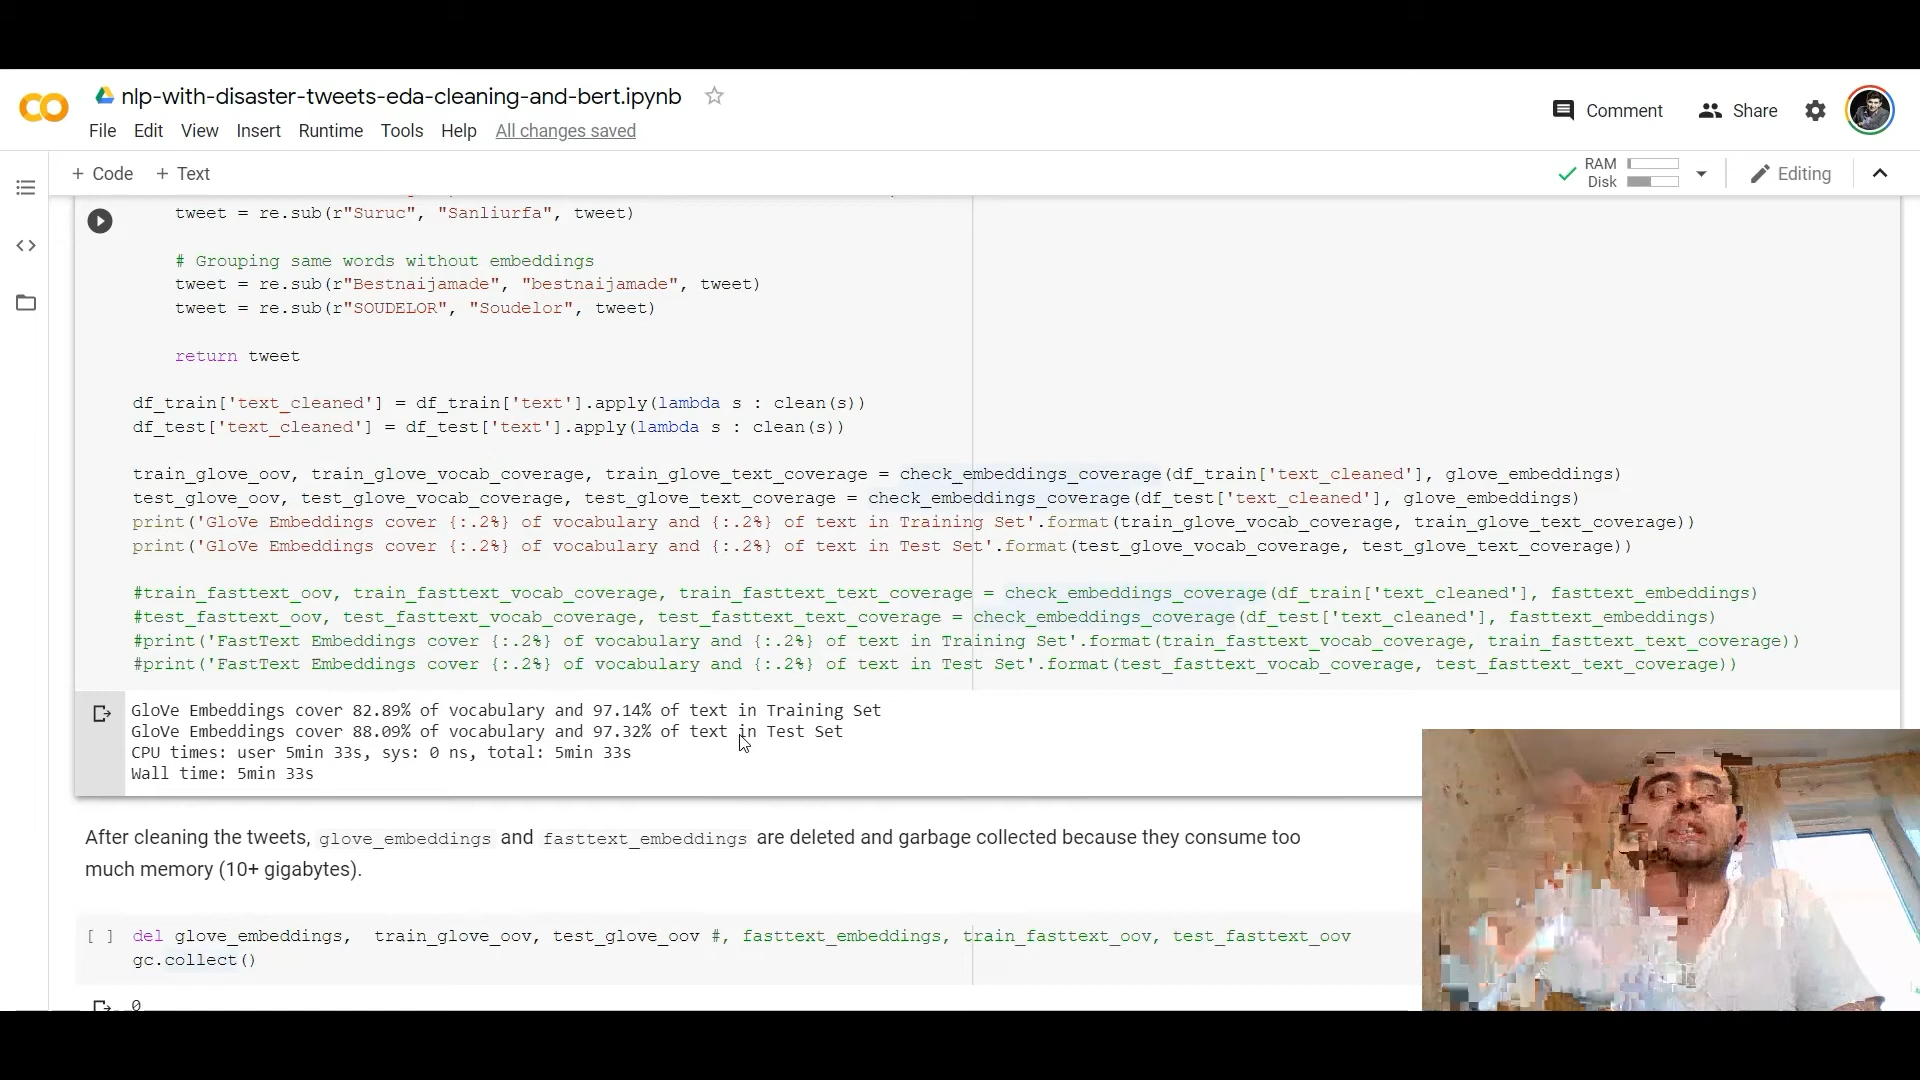 nlp-with-disaster-tweets-eda-cleaning-and-bert.ipynb
File Edit View Insert Runtime Tools Help All changes saved
Comment Share
+ Code + Text
RAM
Disk
Editing
tweet = re.sub(r"Suruc", "Sanliurfa", tweet)
# Grouping same words without embeddings
tweet = re.sub(r"Bestnaijamade", "bestnaijamade", tweet)
tweet = re.sub(r"SOUDELOR", "Soudelor", tweet)
return tweet
df_train['text_cleaned'] = df_train['text'].apply(lambda s : clean(s))
df_test['text_cleaned'] = df_test['text'].apply(lambda s : clean(s))
train_glove_oov, train_glove_vocab_coverage, train_glove_text_coverage = check_embeddings_coverage(df_train['text_cleaned'], glove_embeddings)
test_glove_oov, test_glove_vocab_coverage, test_glove_text_coverage = check_embeddings_coverage(df_test['text_cleaned'], glove_embeddings)
print('GloVe Embeddings cover {:.2%} of vocabulary and {:.2%} of text in Training Set'.format(train_glove_vocab_coverage, train_glove_text_coverage))
print('GloVe Embeddings cover {:.2%} of vocabulary and {:.2%} of text in Test Set'.format(test_glove_vocab_coverage, test_glove_text_coverage))
#train_fasttext_oov, train_fasttext_vocab_coverage, train_fasttext_text_coverage = check_embeddings_coverage(df_train['text_cleaned'], fasttext_embeddings)
#test_fasttext_oov, test_fasttext_vocab_coverage, test_fasttext_text_coverage = check_embeddings_coverage(df_test['text_cleaned'], fasttext_embeddings)
#print('FastText Embeddings cover {:.2%} of vocabulary and {:.2%} of text in Training Set'.format(train_fasttext_vocab_coverage, train_fasttext_text_coverage))
#print('FastText Embeddings cover {:.2%} of vocabulary and {:.2%} of text in Test Set'.format(test_fasttext_vocab_coverage, test_fasttext_text_coverage))
GloVe Embeddings cover 82.89% of vocabulary and 97.14% of text in Training Set
GloVe Embeddings cover 88.09% of vocabulary and 97.32% of text in Test Set
CPU times: user 5min 33s, sys: 0 ns, total: 5min 33s
Wall time: 5min 33s
After cleaning the tweets, glove_embeddings and fasttext_embeddings are deleted and garbage collected because they consume too
much memory (10+ gigabytes).
[ ] del glove_embeddings, train_glove_oov, test_glove_oov #, fasttext_embeddings, train_fasttext_oov, test_fasttext_oov
gc.collect()
0